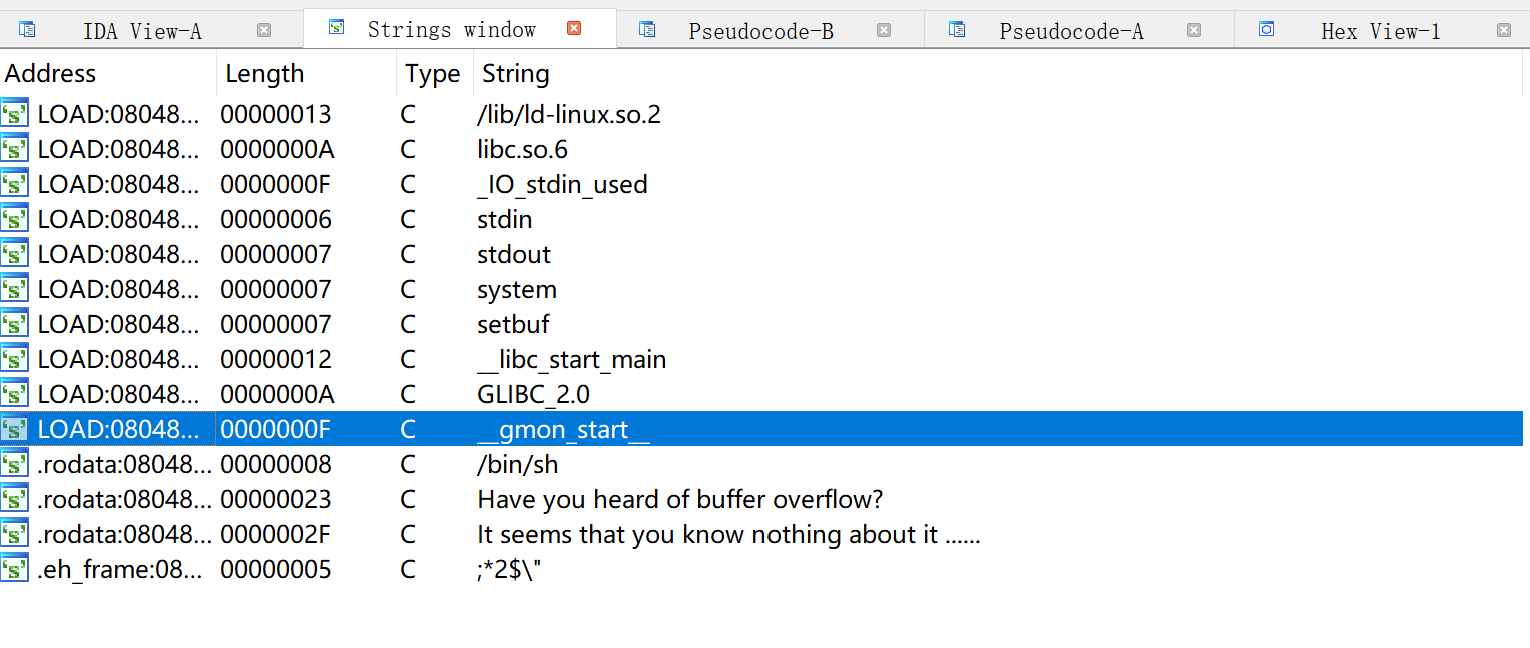 IDA View-A Strings window Pseudocode-B Pseudocode-A Hex View-1
Address Length Type String
LOAD:08048... 00000013 C /lib/ld-linux.so.2
LOAD:08048... 0000000A C libc.so.6
LOAD:08048... 0000000F C _IO_stdin_used
LOAD:08048... 00000006 C stdin
LOAD:08048... 00000007 C stdout
LOAD:08048... 00000007 C system
LOAD:08048... 00000007 C setbuf
LOAD:08048... 00000012 C __libc_start_main
LOAD:08048... 0000000A C GLIBC_2.0
LOAD:08048... 0000000F C __gmon_start__
.rodata:08048... 00000008 C /bin/sh
.rodata:08048... 00000023 C Have you heard of buffer overflow?
.rodata:08048... 0000002F C It seems that you know nothing about it ......
.eh_frame:08... 00000005 C ;*2$\"